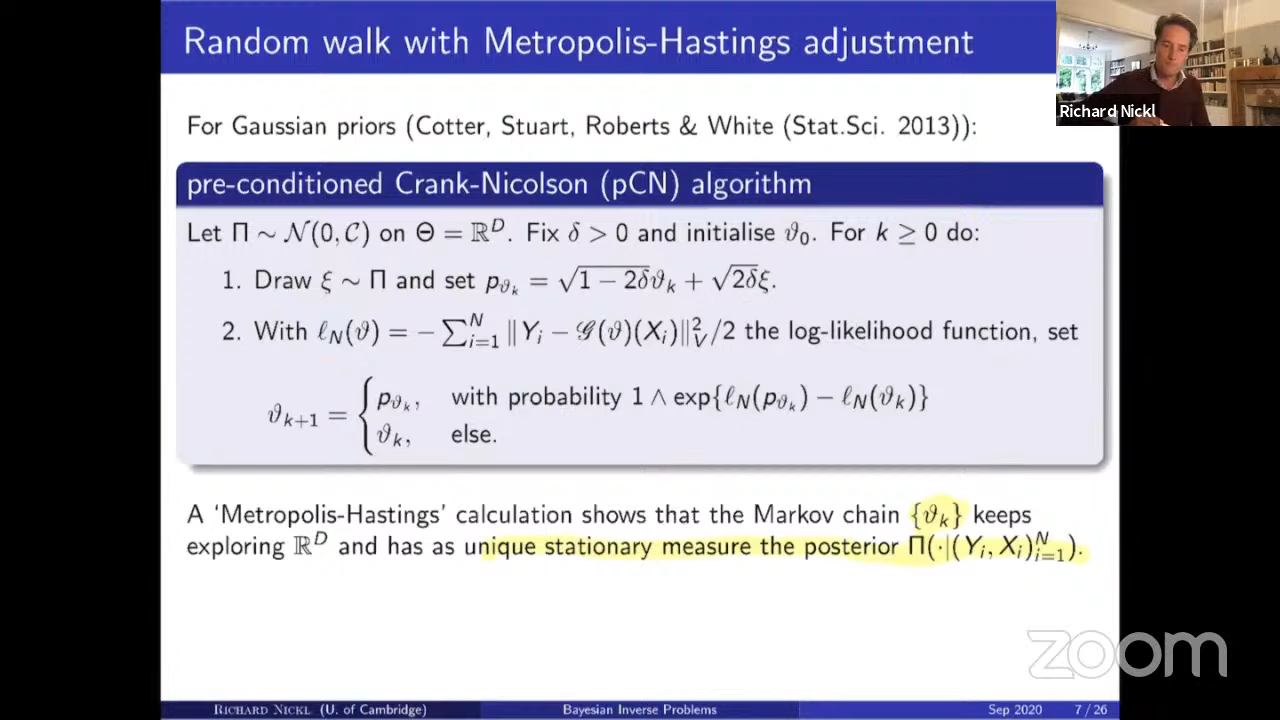 Random walk with Metropolis-Hastings adjustment
Richard Nickl
For Gaussian priors (Cotter, Stuart, Roberts & White (Stat.Sci. 2013)):
pre-conditioned Crank-Nicolson (pCN) algorithm
Let Π ∼ 𝒩(0, 𝒞) on Θ = ℝ^D. Fix δ > 0 and initialise ϑ₀. For k ≥ 0 do:
1. Draw ξ ∼ Π and set p_{ϑ_k} = √(1 − 2δ)ϑ_k + √(2δ)ξ.
2. With ℓ_N(ϑ) = −∑_{i=1}^N ‖Y_i − 𝒢(ϑ)(X_i)‖²_V/2 the log-likelihood function, set
ϑ_{k+1} = { p_{ϑ_k}, with probability 1 ∧ exp{ℓ_N(p_{ϑ_k}) − ℓ_N(ϑ_k)}
ϑ_k, else.
A ‘Metropolis-Hastings’ calculation shows that the Markov chain {ϑ_k} keeps
exploring ℝ^D and has as unique stationary measure the posterior Π(·|(Y_i, X_i)_{i=1}^N).
zoom
Richard Nickl (U. of Cambridge) Bayesian Inverse Problems Sep 2020 7 / 26